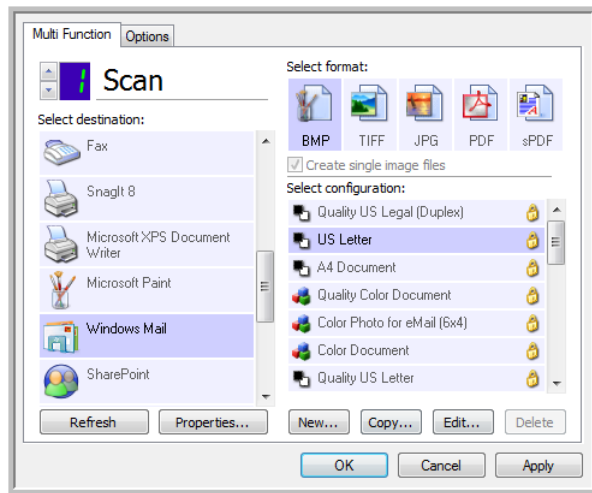 Multi Function
Options
1
Scan
Select destination:
Fax
SnagIt 8
Microsoft XPS Document
Writer
Microsoft Paint
Windows Mail
SharePoint
Refresh
Properties...
Select format:
BMP
TIFF
JPG
PDF
sPDF
Create single image files
Select configuration:
Quality US Legal (Duplex)
US Letter
A4 Document
Quality Color Document
Color Photo for eMail (6x4)
Color Document
Quality US Letter
New...
Copy...
Edit...
Delete
OK
Cancel
Apply